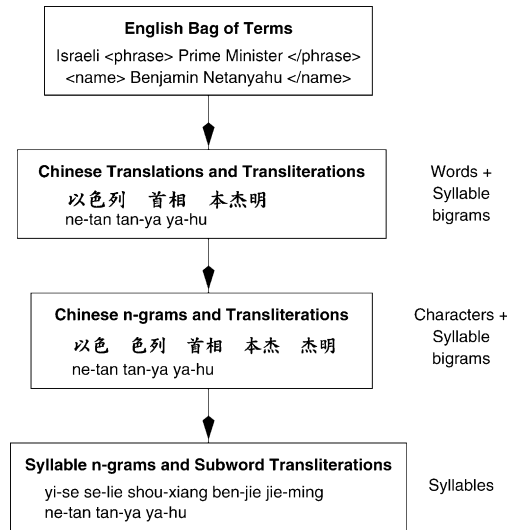 English Bag of Terms
Israeli <phrase> Prime Minister </phrase>
<name> Benjamin Netanyahu </name>
Chinese Translations and Transliterations
以色列 首相 本杰明
ne-tan tan-ya ya-hu
Words +
Syllable
bigrams
Chinese n-grams and Transliterations
以色 色列 首相 本杰 杰明
ne-tan tan-ya ya-hu
Characters +
Syllable
bigrams
Syllable n-grams and Subword Transliterations
yi-se se-lie shou-xiang ben-jie jie-ming
ne-tan tan-ya ya-hu
Syllables